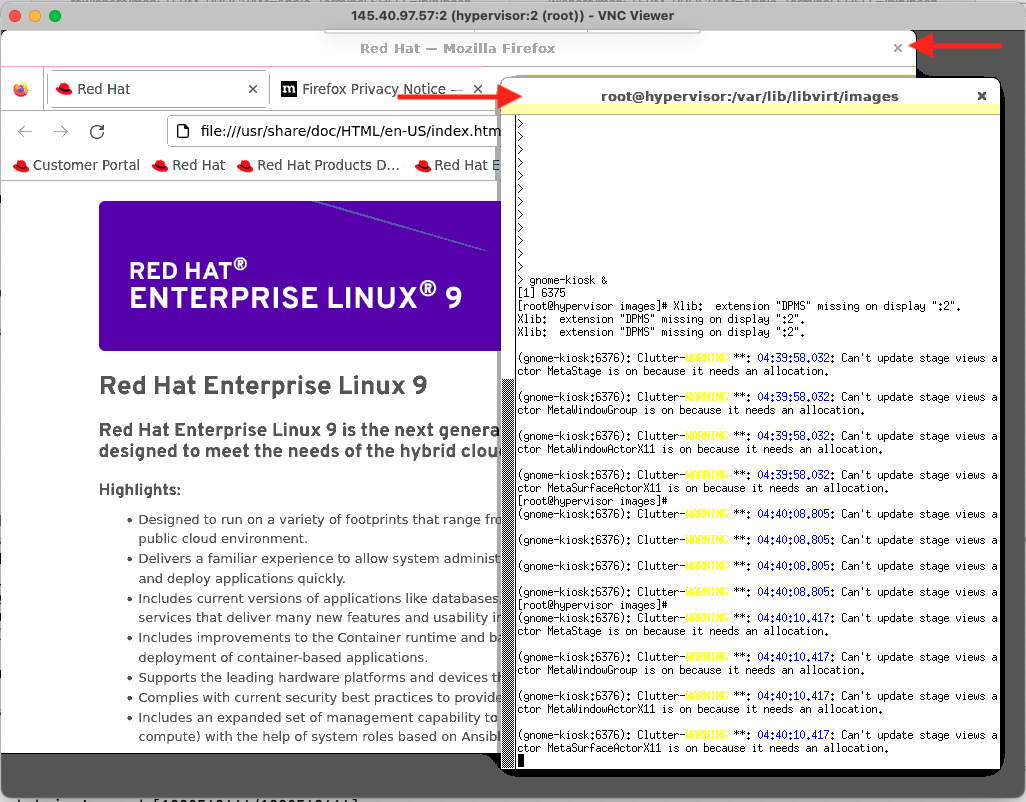 145.40.97.57:2 (hypervisor:2 (root)) - VNC Viewer
Red Hat — Mozilla Firefox
Red Hat
Firefox Privacy Notice —
file:///usr/share/doc/HTML/en-US/index.htm
Customer Portal
Red Hat
Red Hat Products D...
Red Hat E
RED HAT®
ENTERPRISE LINUX® 9
Red Hat Enterprise Linux 9
Red Hat Enterprise Linux 9 is the next genera
designed to meet the needs of the hybrid clou
Highlights:
• Designed to run on a variety of footprints that range fr
public cloud environment.
• Delivers a familiar experience to allow system administ
and deploy applications quickly.
• Includes current versions of applications like databases
services that deliver many new features and usability i
• Includes improvements to the Container runtime and b
deployment of container-based applications.
• Supports the leading hardware platforms and devices t
• Complies with current security best practices to provide
• Includes an expanded set of management capability to
compute) with the help of system roles based on Ansib
root@hypervisor:/var/lib/libvirt/images
>
>
>
>
>
>
>
>
>
>
>
>
> gnome-kiosk &
[1] 6375
[root@hypervisor images]# Xlib:  extension "DPMS" missing on display ":2".
Xlib:  extension "DPMS" missing on display ":2".
Xlib:  extension "DPMS" missing on display ":2".
(gnome-kiosk:6376): Clutter-WARNING **: 04:39:58.032: Can't update stage views a
ctor MetaStage is on because it needs an allocation.
(gnome-kiosk:6376): Clutter-WARNING **: 04:39:58.032: Can't update stage views a
ctor MetaWindowGroup is on because it needs an allocation.
(gnome-kiosk:6376): Clutter-WARNING **: 04:39:58.032: Can't update stage views a
ctor MetaWindowActorX11 is on because it needs an allocation.
(gnome-kiosk:6376): Clutter-WARNING **: 04:39:58.032: Can't update stage views a
ctor MetaSurfaceActorX11 is on because it needs an allocation.
[root@hypervisor images]#
(gnome-kiosk:6376): Clutter-WARNING **: 04:40:08.805: Can't update stage views a
(gnome-kiosk:6376): Clutter-WARNING **: 04:40:08.805: Can't update stage views a
(gnome-kiosk:6376): Clutter-WARNING **: 04:40:08.805: Can't update stage views a
(gnome-kiosk:6376): Clutter-WARNING **: 04:40:08.805: Can't update stage views a
[root@hypervisor images]#
(gnome-kiosk:6376): Clutter-WARNING **: 04:40:10.417: Can't update stage views a
ctor MetaStage is on because it needs an allocation.
(gnome-kiosk:6376): Clutter-WARNING **: 04:40:10.417: Can't update stage views a
ctor MetaWindowGroup is on because it needs an allocation.
(gnome-kiosk:6376): Clutter-WARNING **: 04:40:10.417: Can't update stage views a
ctor MetaWindowActorX11 is on because it needs an allocation.
(gnome-kiosk:6376): Clutter-WARNING **: 04:40:10.417: Can't update stage views a
ctor MetaSurfaceActorX11 is on because it needs an allocation.